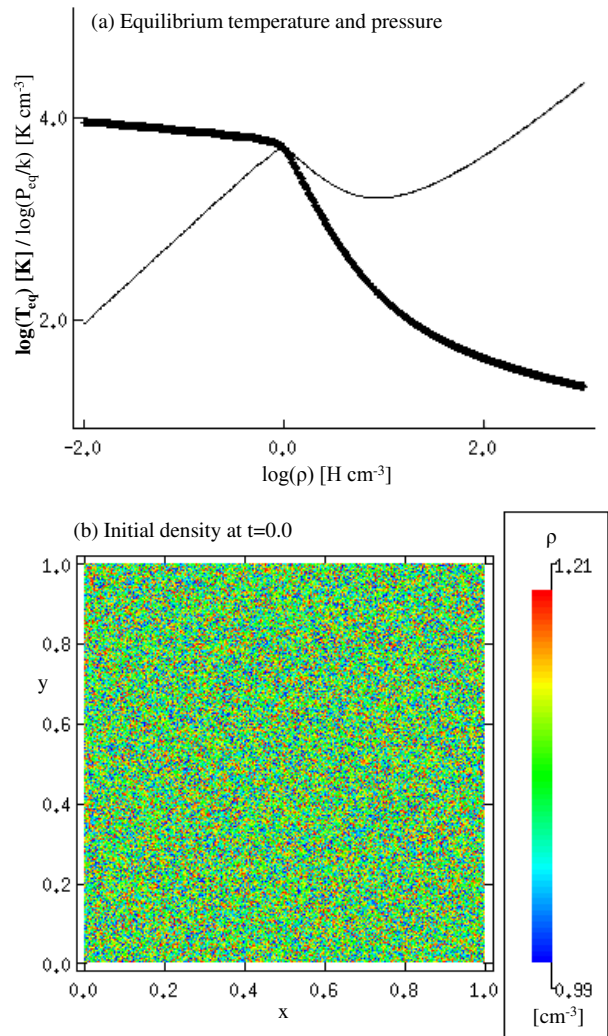 (a) Equilibrium temperature and pressure
log(T_eq) [K] / log(P_eq/k) [K cm⁻³]
4.0
2.0
-2.0 0.0 2.0
log(ρ) [H cm⁻³]
(b) Initial density at t=0.0
ρ
1.21
1.0
0.8
y
0.6
0.4
0.2
0.0
0.0 0.2 0.4 0.6 0.8 1.0
x
0.99
[cm⁻³]